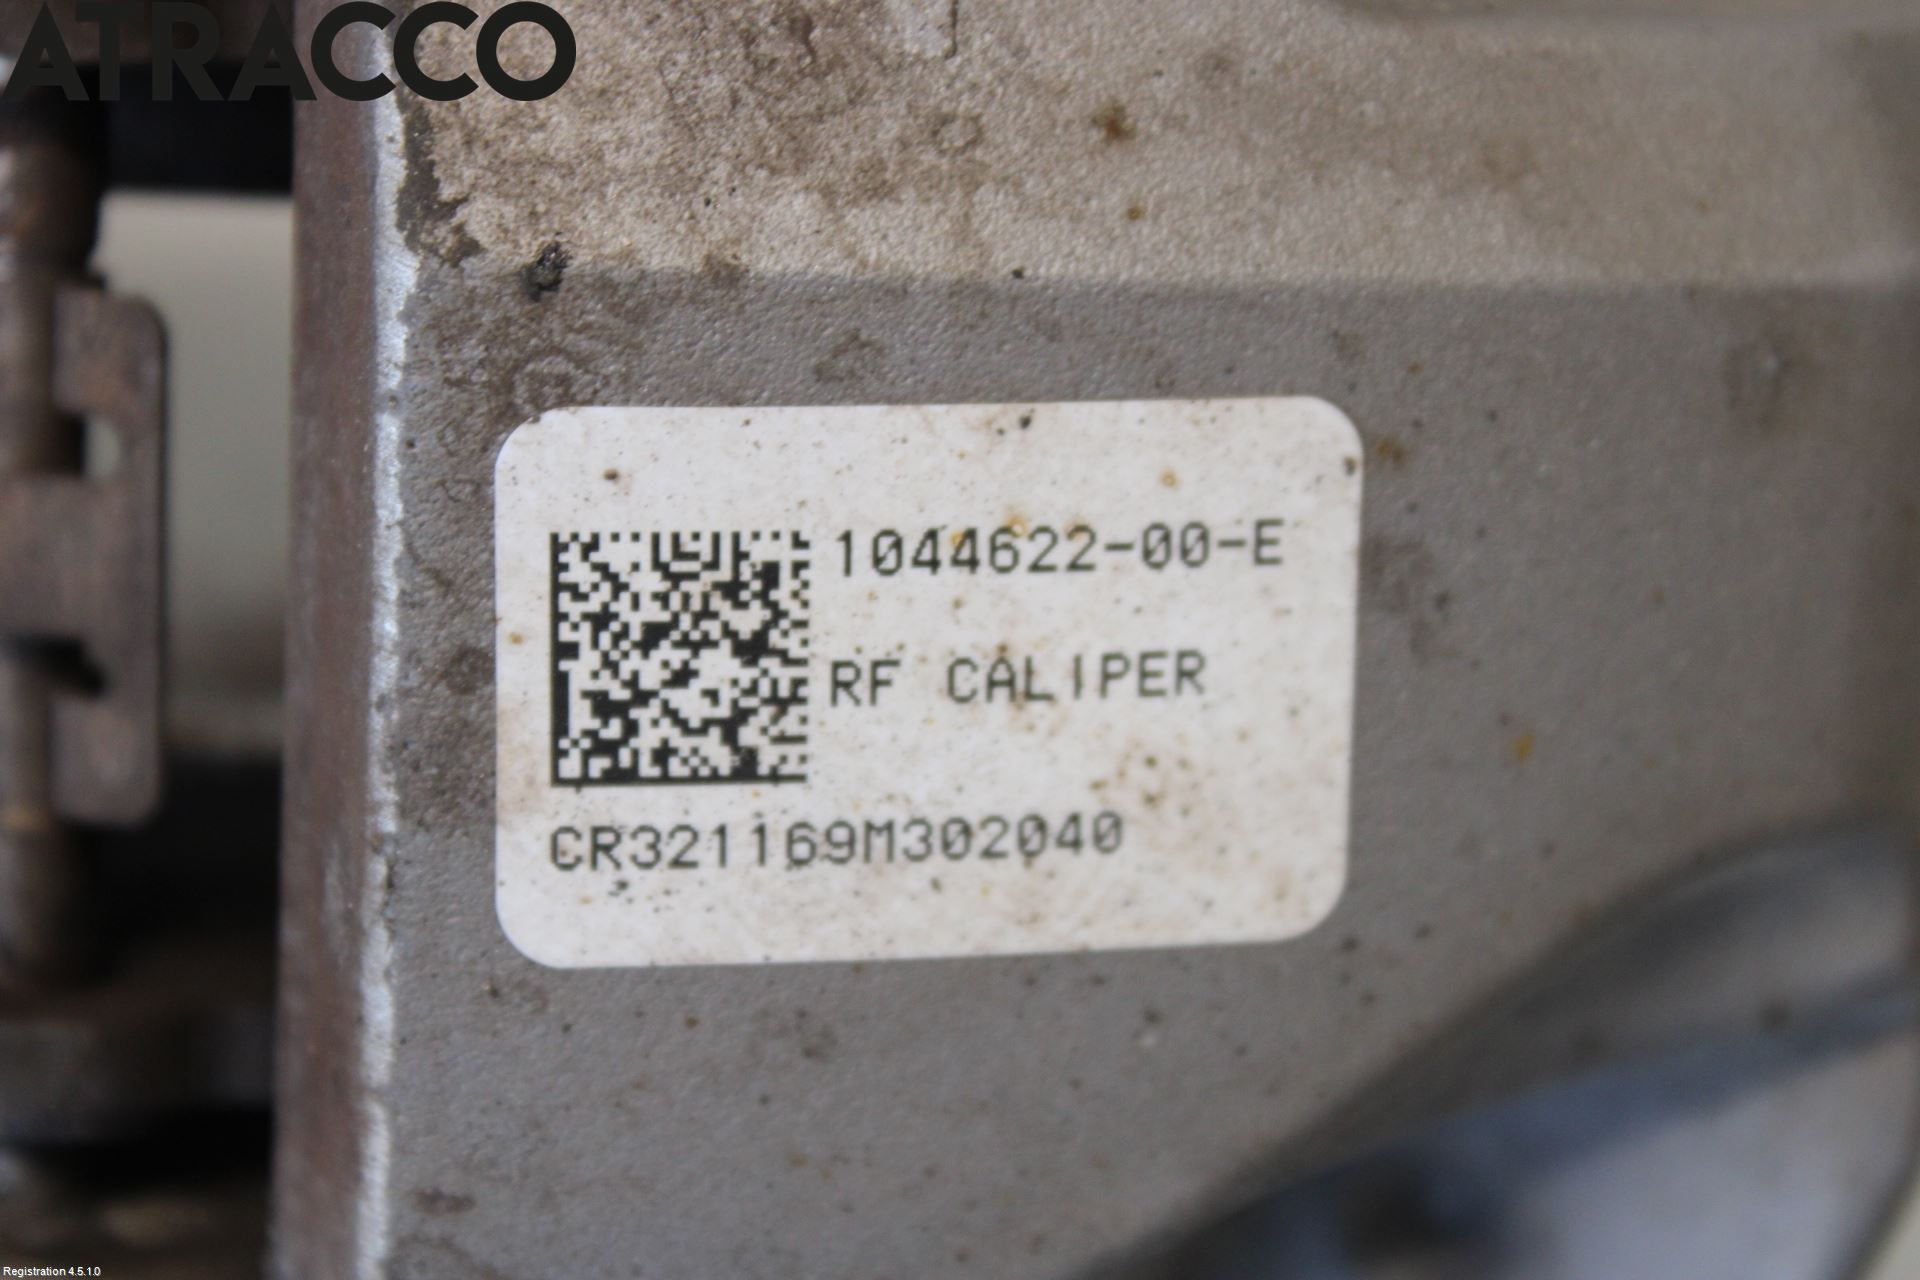 ATRACCO
1044622-00-E
RF CALIPER
CR321169M302040
Registration 4.5.1.0